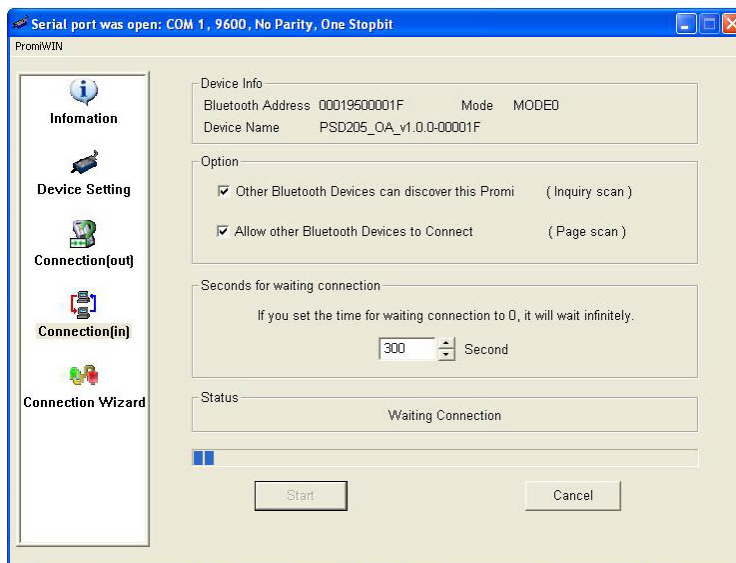 Serial port was open: COM 1, 9600, No Parity, One Stopbit
PromiWIN
Infomation
Device Setting
Connection(out)
Connection(in)
Connection Wizard
Device Info
Bluetooth Address 00019500001F Mode MODE0
Device Name PSD205_OA_v1.0.0-00001F
Option
Other Bluetooth Devices can discover this Promi ( Inquiry scan )
Allow other Bluetooth Devices to Connect ( Page scan )
Seconds for waiting connection
If you set the time for waiting connection to 0, it will wait infinitely.
300 Second
Status
Waiting Connection
Start Cancel